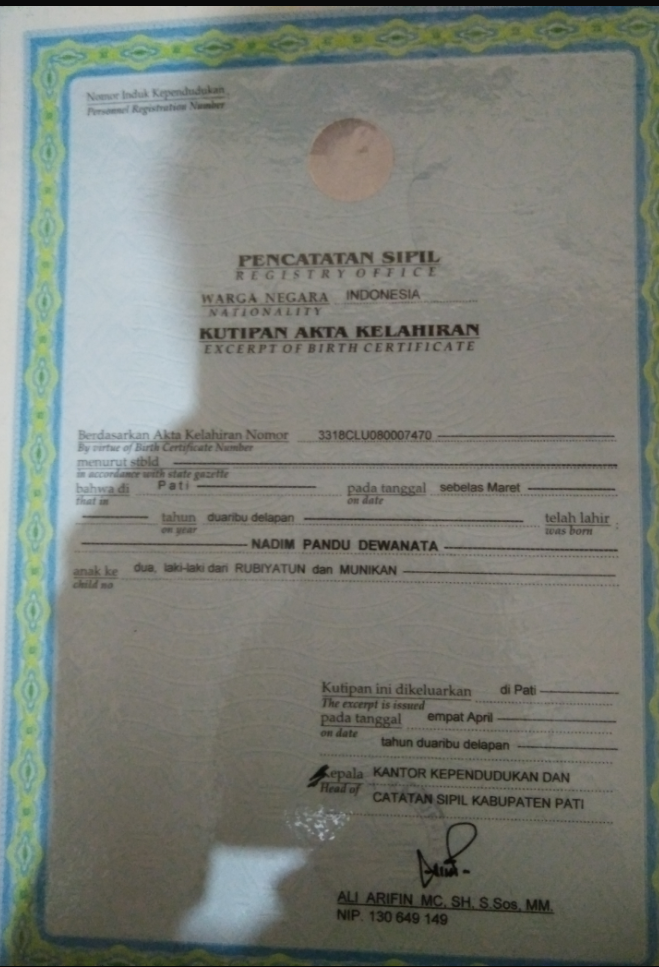 Nomor Induk Kependudukan
Personnel Registration Number
PENCATATAN SIPIL
REGISTRY OFFICE
WARGA NEGARA INDONESIA
NATIONALITY
KUTIPAN AKTA KELAHIRAN
EXCERPT OF BIRTH CERTIFICATE
Berdasarkan Akta Kelahiran Nomor 3318CLU080007470
By virtue of Birth Certificate Number
menurut stbld
in accordance with state gazette
bahwa di Pati pada tanggal sebelas Maret
that in on date
tahun duaribu delapan telah lahir :
on year was born
NADIM PANDU DEWANATA
anak ke dua, laki-laki dari RUBIYATUN dan MUNIKAN
child no
Kutipan ini dikeluarkan di Pati
The excerpt is issued
pada tanggal empat April
on date
tahun duaribu delapan
Kepala KANTOR KEPENDUDUKAN DAN
Head of
CATATAN SIPIL KABUPATEN PATI
ALI ARIFIN, MC, SH, S.Sos, MM.
NIP. 130 649 149